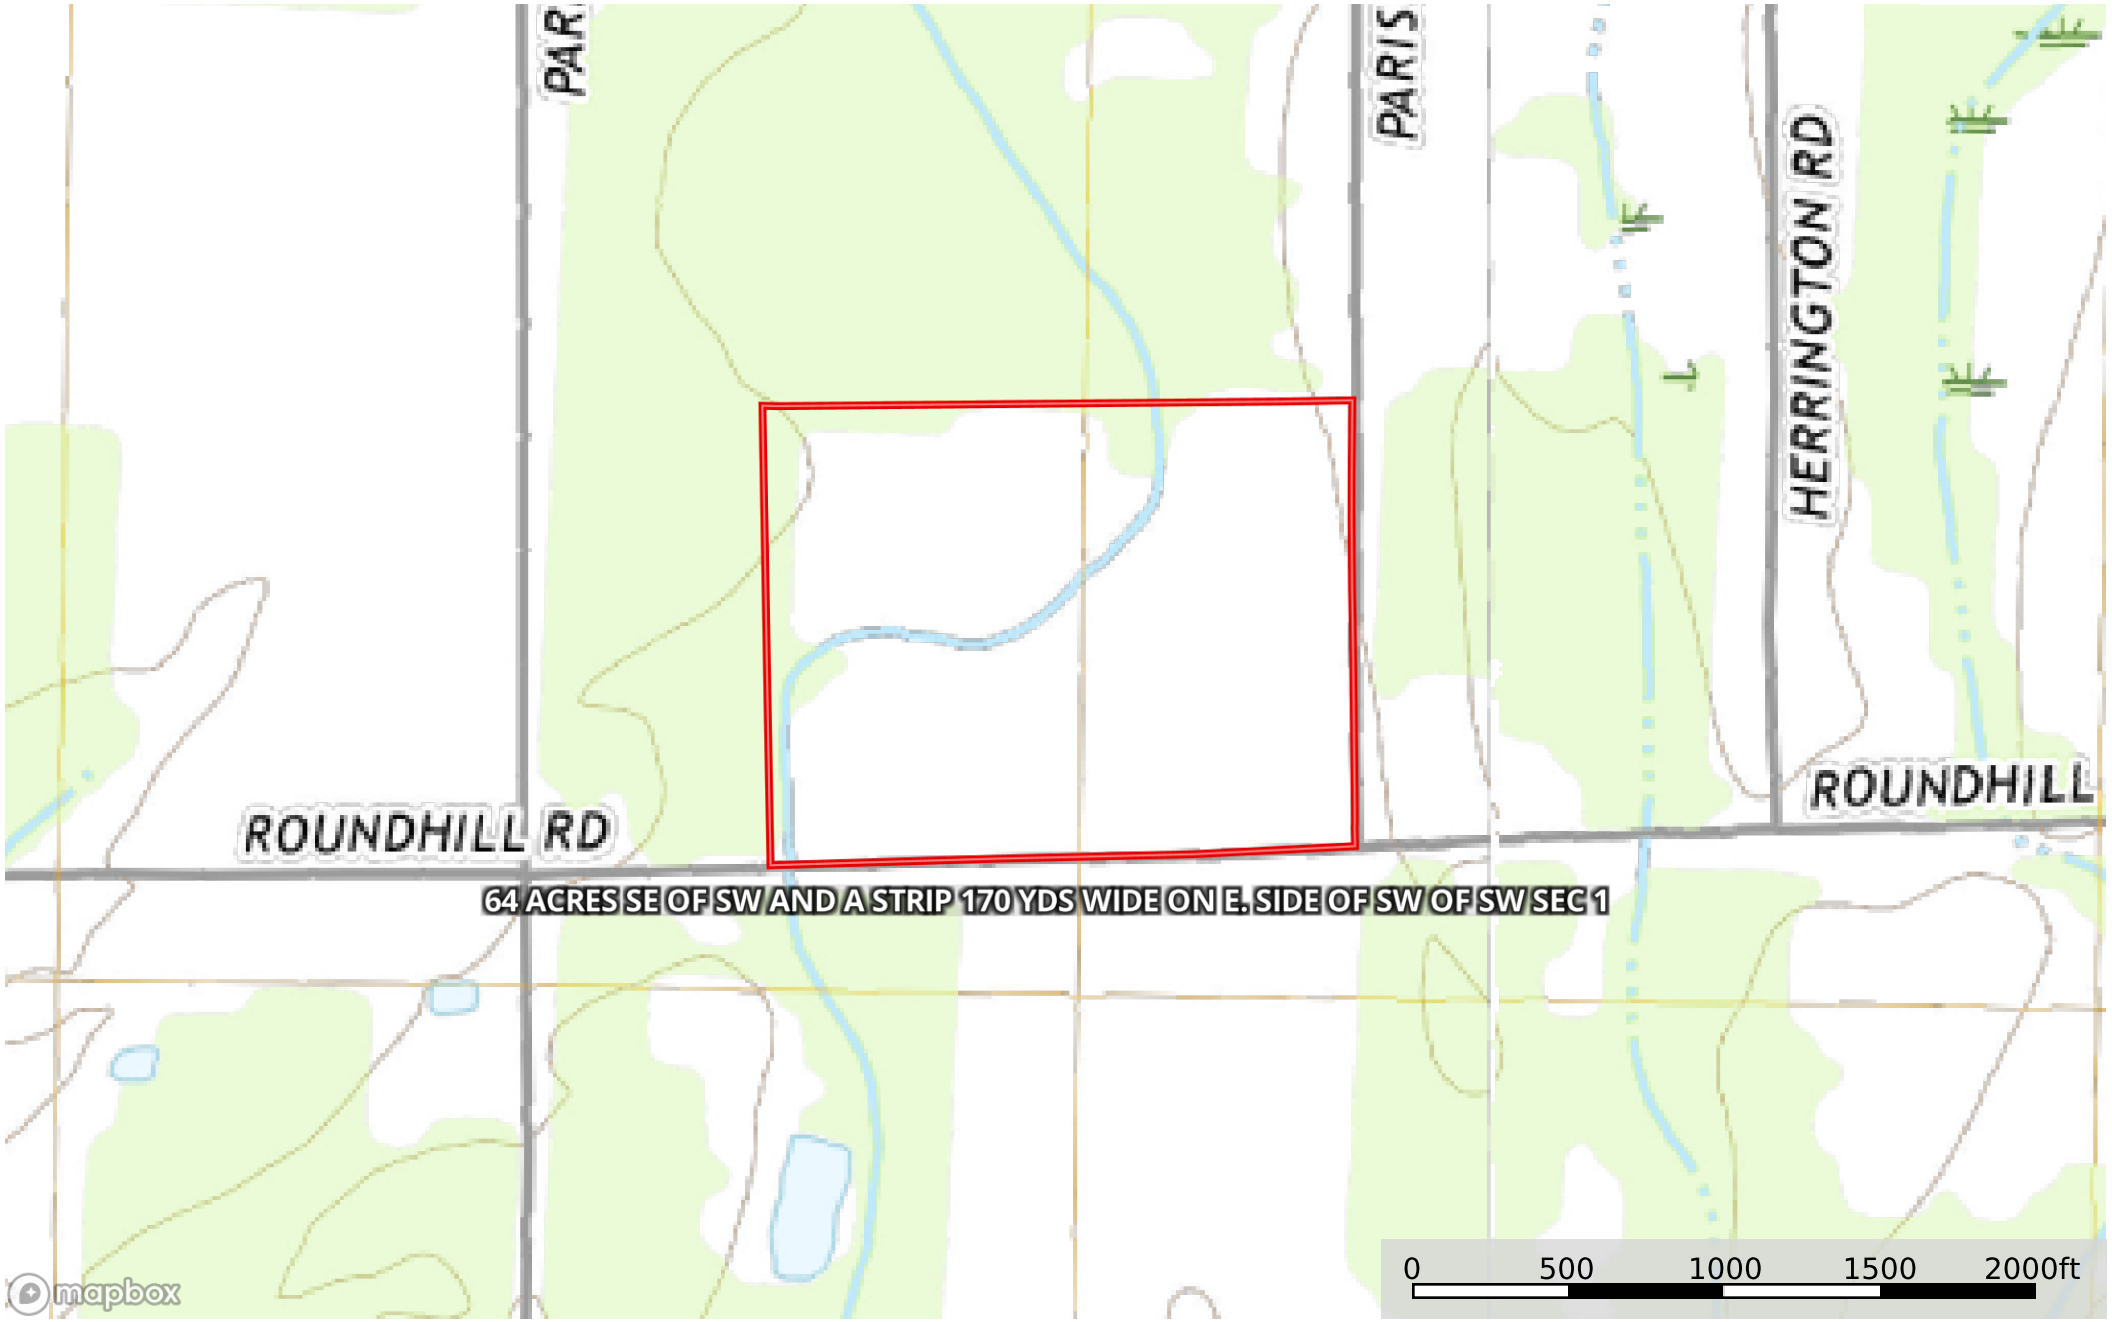 PAR
PARIS
HERRINGTON RD
ROUNDHILL
ROUNDHILL RD
64 ACRES SE OF SW AND A STRIP 170 YDS WIDE ON E. SIDE OF SW OF SW SEC 1
0 500 1000 1500 2000ft
mapbox